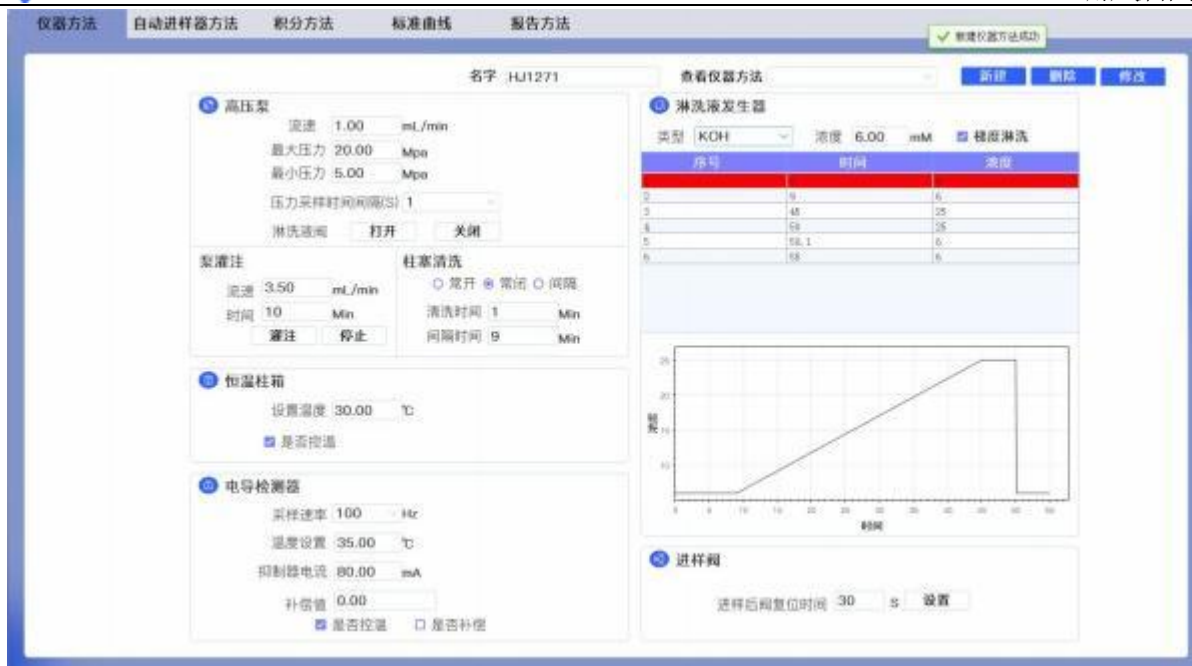 仪器方法 自动进样器方法 积分方法 标准曲线 报告方法
新建仪器方法成功
名字 HJ1271 查看仪器方法 新建 删除 修改
高压泵
流速 1.00 mL/min
最大压力 20.00 Mpa
最小压力 5.00 Mpa
压力采样时间间隔(S) 1
淋洗液阀 打开 关闭
泵灌注
流速 3.50 mL/min
时间 10 Min
灌注 停止
柱塞清洗
常开 常闭 间隔
清洗时间 1 Min
间隔时间 9 Min
恒温柱箱
设置温度 30.00 ℃
是否控温
电导检测器
采样速率 100 Hz
温度设置 35.00 ℃
抑制器电流 80.00 mA
补偿值 0.00
是否控温 是否补偿
淋洗液发生器
类型 KOH 浓度 6.00 mM 梯度淋洗
序号 时间 浓度
2 9 6
3 45 25
4 25
5 6
6 6
25
20
15
10
浓度
时间
进样阀
进样后阀复位时间 30 S 设置